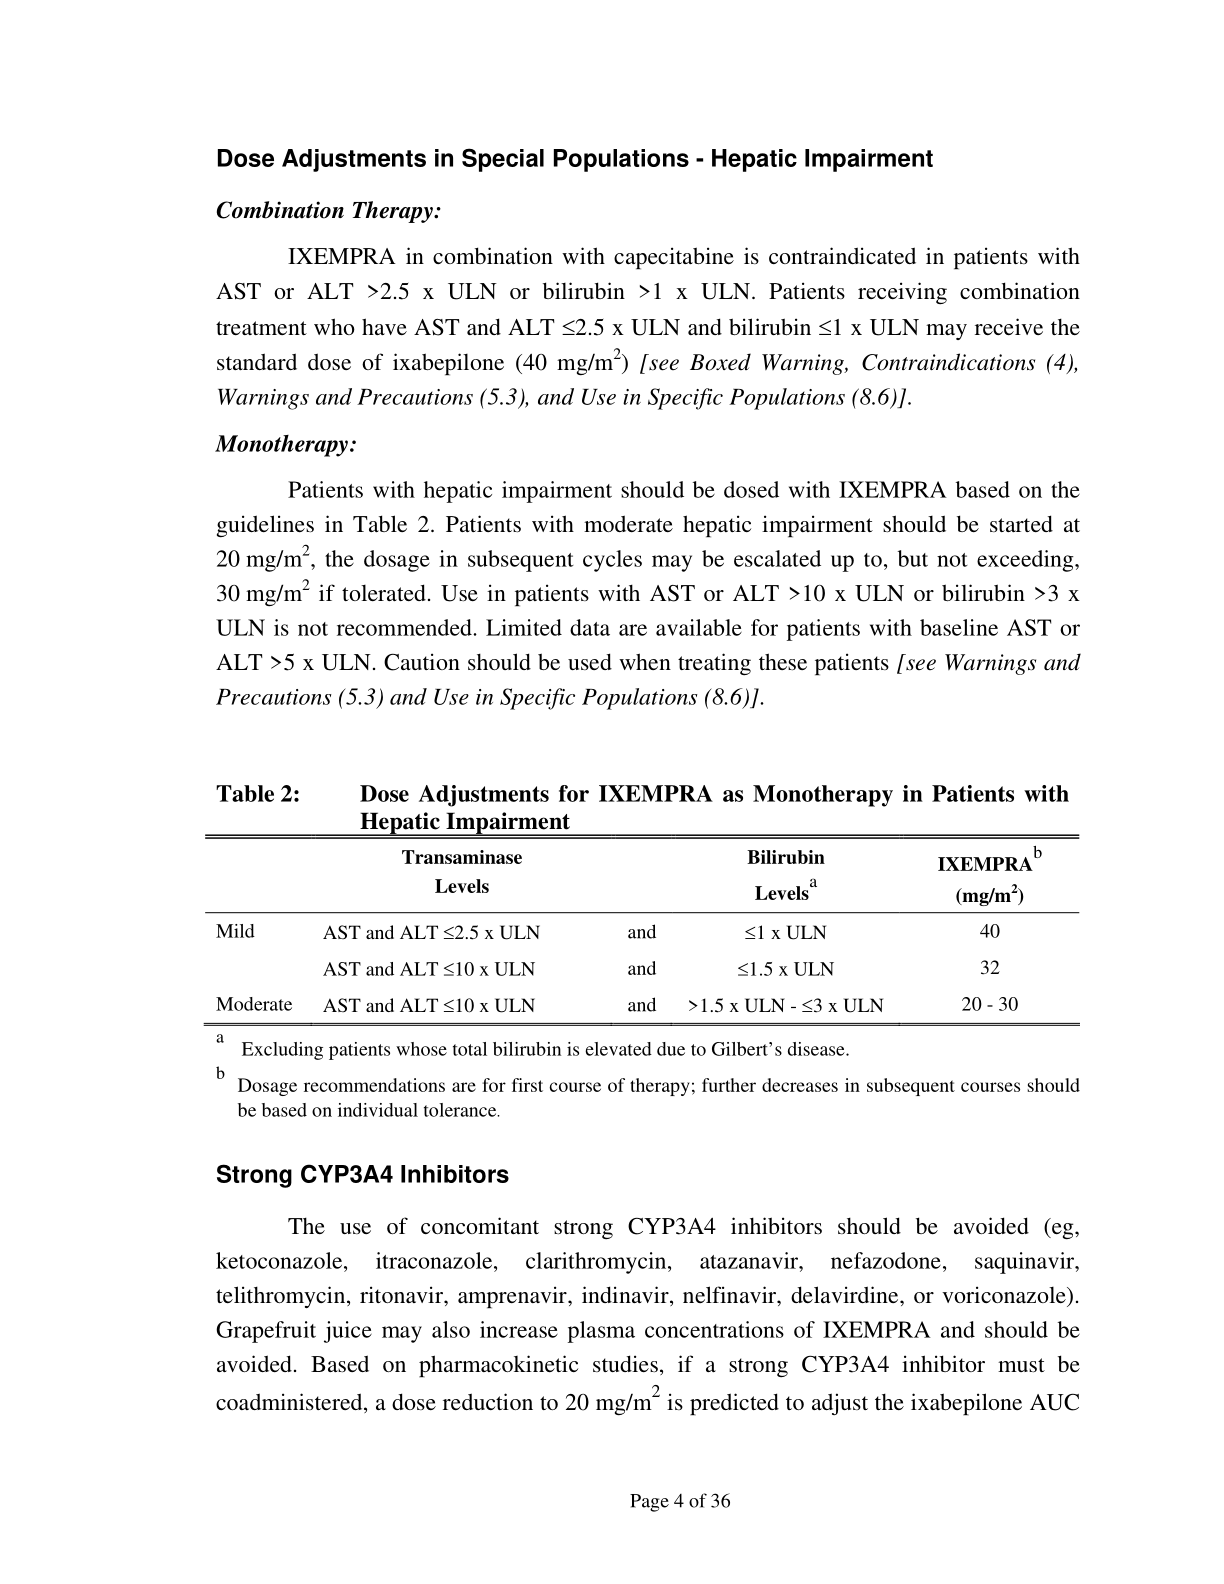 Dose Adjustments in Special Populations - Hepatic Impairment
Combination Therapy:
IXEMPRA in combination with capecitabine is contraindicated in patients with
AST or ALT >2.5 x ULN or bilirubin >1 x ULN. Patients receiving combination
treatment who have AST and ALT ≤2.5 x ULN and bilirubin ≤1 x ULN may receive the
standard dose of ixabepilone (40 mg/m²) [see Boxed Warning, Contraindications (4),
Warnings and Precautions (5.3), and Use in Specific Populations (8.6)].
Monotherapy:
Patients with hepatic impairment should be dosed with IXEMPRA based on the
guidelines in Table 2. Patients with moderate hepatic impairment should be started at
20 mg/m², the dosage in subsequent cycles may be escalated up to, but not exceeding,
30 mg/m² if tolerated. Use in patients with AST or ALT >10 x ULN or bilirubin >3 x
ULN is not recommended. Limited data are available for patients with baseline AST or
ALT >5 x ULN. Caution should be used when treating these patients [see Warnings and
Precautions (5.3) and Use in Specific Populations (8.6)].
Table 2: Dose Adjustments for IXEMPRA as Monotherapy in Patients with
Hepatic Impairment
Transaminase Bilirubin IXEMPRAᵇ
Levels Levelsᵃ (mg/m²)
Mild AST and ALT ≤2.5 x ULN and ≤1 x ULN 40
AST and ALT ≤10 x ULN and ≤1.5 x ULN 32
Moderate AST and ALT ≤10 x ULN and >1.5 x ULN - ≤3 x ULN 20 - 30
a Excluding patients whose total bilirubin is elevated due to Gilbert’s disease.
b Dosage recommendations are for first course of therapy; further decreases in subsequent courses should
be based on individual tolerance.
Strong CYP3A4 Inhibitors
The use of concomitant strong CYP3A4 inhibitors should be avoided (eg,
ketoconazole, itraconazole, clarithromycin, atazanavir, nefazodone, saquinavir,
telithromycin, ritonavir, amprenavir, indinavir, nelfinavir, delavirdine, or voriconazole).
Grapefruit juice may also increase plasma concentrations of IXEMPRA and should be
avoided. Based on pharmacokinetic studies, if a strong CYP3A4 inhibitor must be
coadministered, a dose reduction to 20 mg/m² is predicted to adjust the ixabepilone AUC
Page 4 of 36